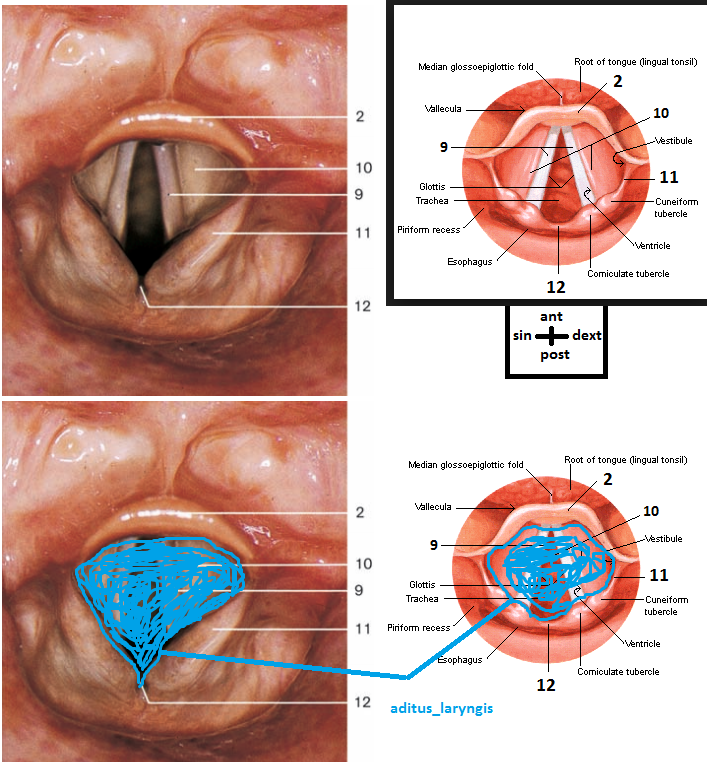 2
10
9
11
12
Median glossoepiglottic fold
Root of tongue (lingual tonsil)
2
Vallecula
10
9
Vestibule
Glottis
11
Trachea
Cuneiform
tubercle
Piriform recess
Ventricle
Esophagus
Corniculate tubercle
12
ant
sin dext
post
2
10
9
11
12
Median glossoepiglottic fold
Root of tongue (lingual tonsil)
2
Vallecula
10
9
Vestibule
Glottis
11
Trachea
Cuneiform
tubercle
Piriform recess
Ventricle
Esophagus
Corniculate tubercle
12
aditus_laryngis